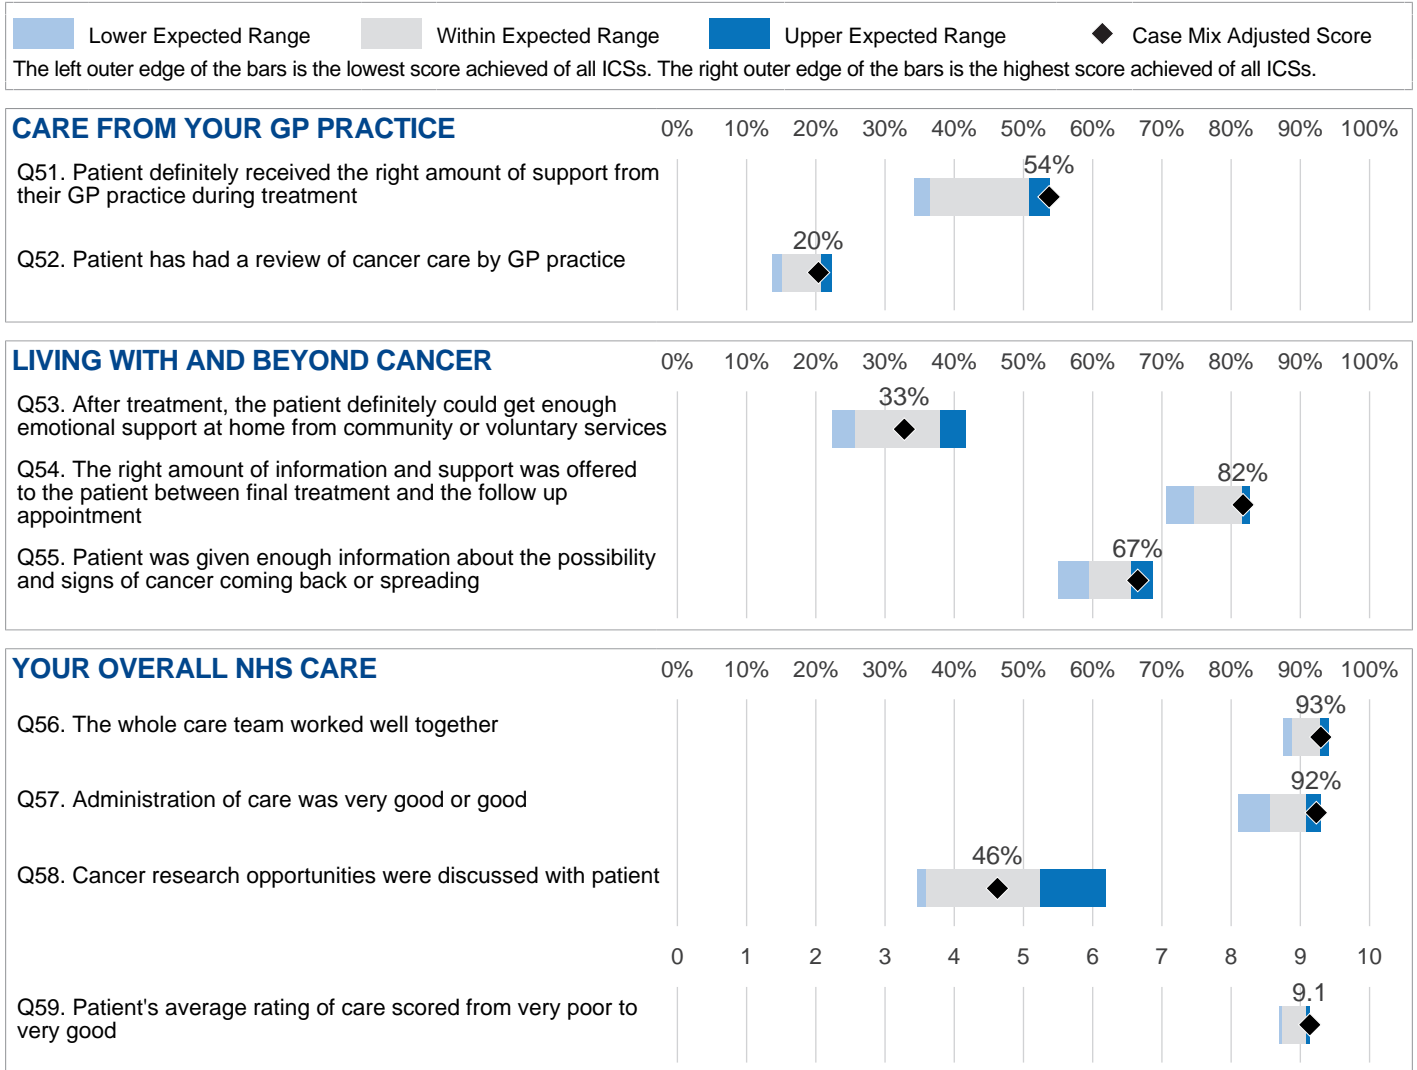 Lower Expected Range Within Expected Range Upper Expected Range Case Mix Adjusted Score
The left outer edge of the bars is the lowest score achieved of all ICSs. The right outer edge of the bars is the highest score achieved of all ICSs.
CARE FROM YOUR GP PRACTICE 0% 10% 20% 30% 40% 50% 60% 70% 80% 90% 100%
54%
Q51. Patient definitely received the right amount of support from
their GP practice during treatment
20%
Q52. Patient has had a review of cancer care by GP practice
LIVING WITH AND BEYOND CANCER 0% 10% 20% 30% 40% 50% 60% 70% 80% 90% 100%
33%
Q53. After treatment, the patient definitely could get enough
emotional support at home from community or voluntary services
82%
Q54. The right amount of information and support was offered
to the patient between final treatment and the follow up
appointment
67%
Q55. Patient was given enough information about the possibility
and signs of cancer coming back or spreading
YOUR OVERALL NHS CARE 0% 10% 20% 30% 40% 50% 60% 70% 80% 90% 100%
93%
Q56. The whole care team worked well together
92%
Q57. Administration of care was very good or good
46%
Q58. Cancer research opportunities were discussed with patient
0 1 2 3 4 5 6 7 8 9 10
9.1
Q59. Patient's average rating of care scored from very poor to
very good